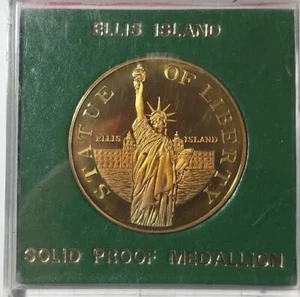 ELLIS ISLAND
STATUE OF LIBERTY
ELLIS ISLAND
SOLID PROOF MEDALLION